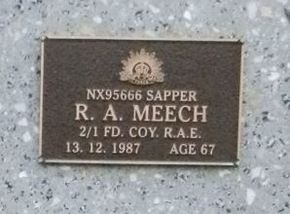 NX95666 SAPPER
R. A. MEECH
2/1 FD. COY. R.A.E.
13. 12. 1987 AGE 67